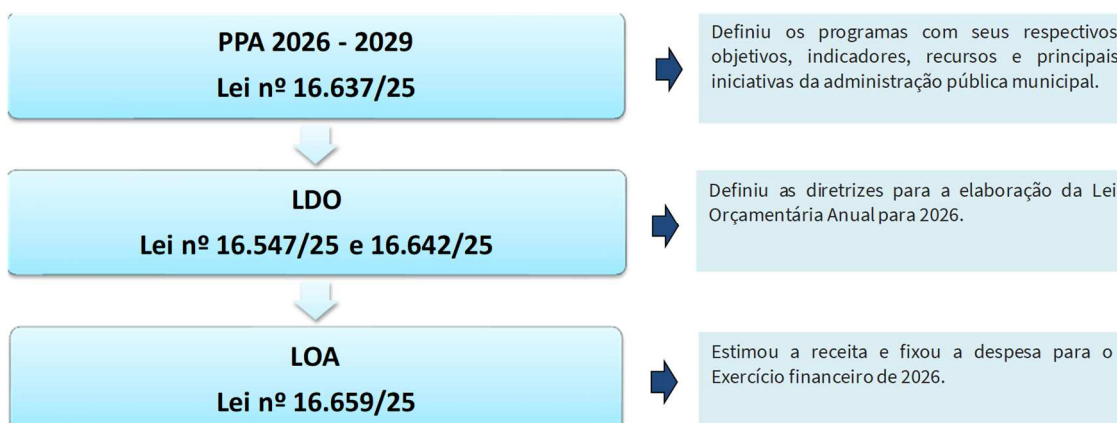 PPA 2026 - 2029
Lei nº 16.637/25
Definiu os programas com seus respectivos
objetivos, indicadores, recursos e principais
iniciativas da administração pública municipal.
LDO
Lei nº 16.547/25 e 16.642/25
Definiu as diretrizes para a elaboração da Lei
Orçamentária Anual para 2026.
LOA
Lei nº 16.659/25
Estimou a receita e fixou a despesa para o
Exercício financeiro de 2026.